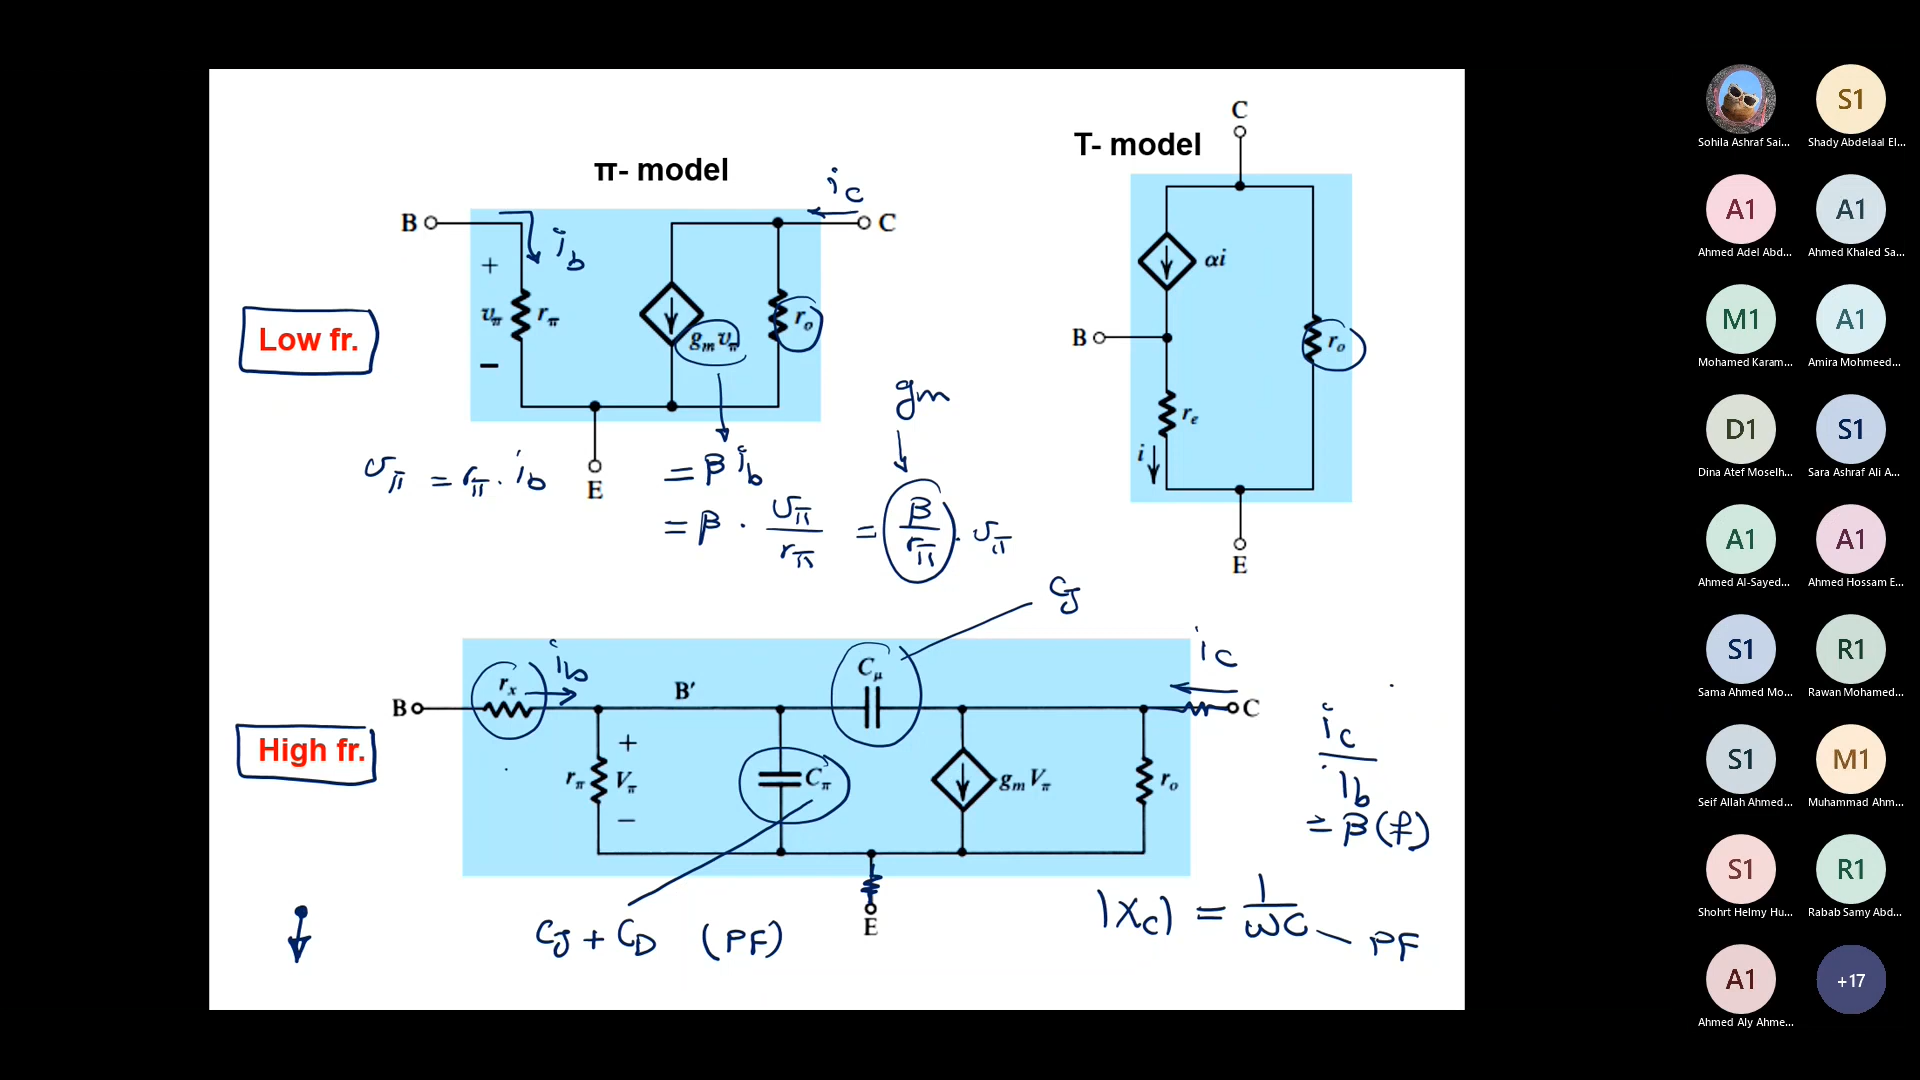 π- model
T- model
C
ic
B
C
ib
+
vπ
rπ
gm vπ
ro
−
αi
B
ro
re
i
Low fr.
gm
E
vπ = rπ . ib
= β ib
= β . vπ / rπ = β / rπ . vπ
E
CJ
High fr.
B
rx
ib
B′
Cμ
ic
C
+
rπ
Vπ
−
Cπ
gm Vπ
ro
ic / ib
= β(f)
E
CJ + CD (PF)
|Xc| = 1 / ωC
PF
S1
Sohila Ashraf Sai...
Shady Abdelaal El...
A1
A1
Ahmed Adel Abd...
Ahmed Khaled Sa...
M1
A1
Mohamed Karam...
Amira Mohmeed...
D1
S1
Dina Atef Moselh...
Sara Ashraf Ali A...
A1
A1
Ahmed Al-Sayed...
Ahmed Hossam E...
S1
R1
Sama Ahmed Mo...
Rawan Mohamed...
S1
M1
Seif Allah Ahmed...
Muhammad Ahm...
S1
R1
Shohrt Helmy Hu...
Rabab Samy Abd...
A1
+17
Ahmed Aly Ahme...